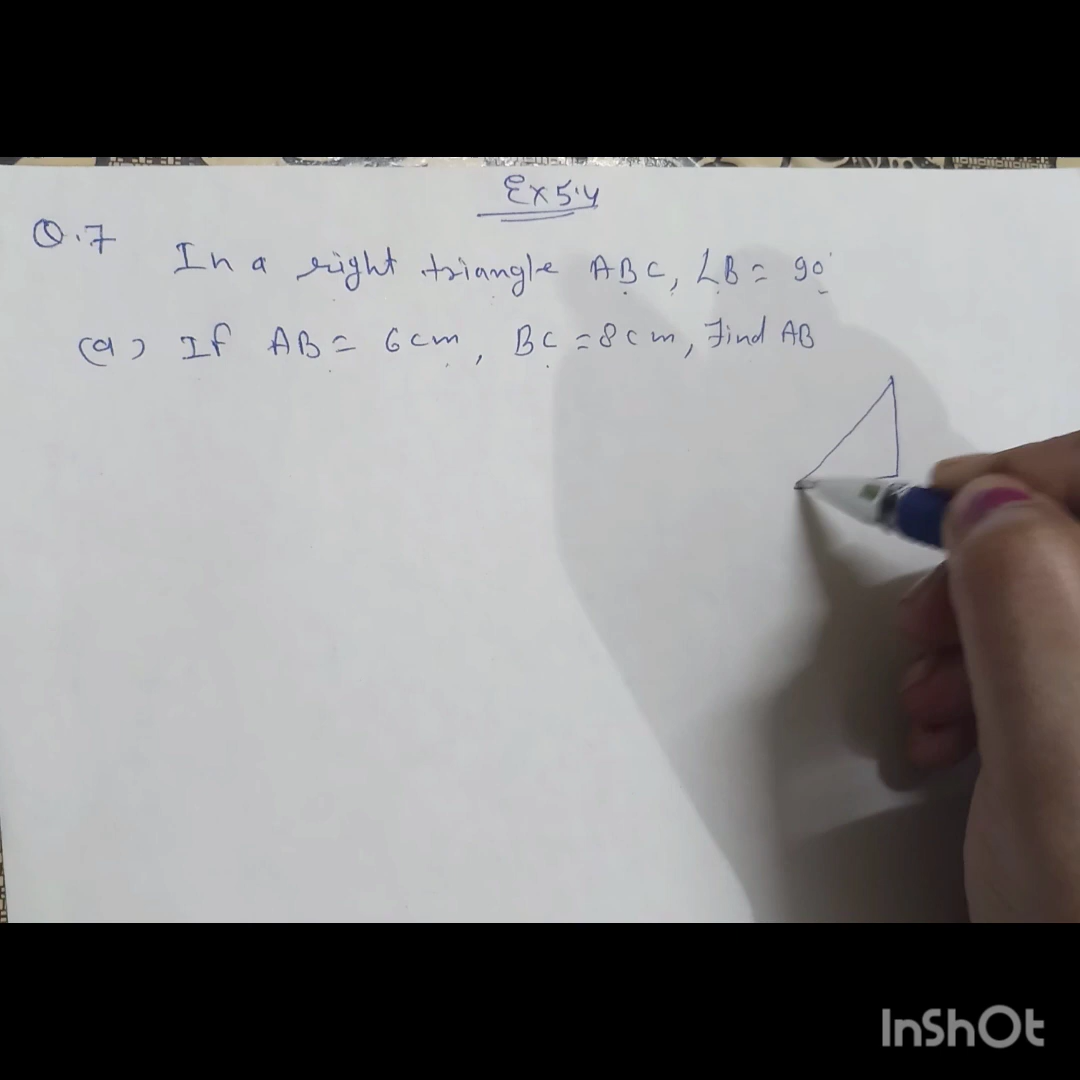 Ex 5.4
Q.7 In a right triangle ABC, ∠B = 90°
(a) If AB = 6cm, BC = 8cm, Find AB
InShOt